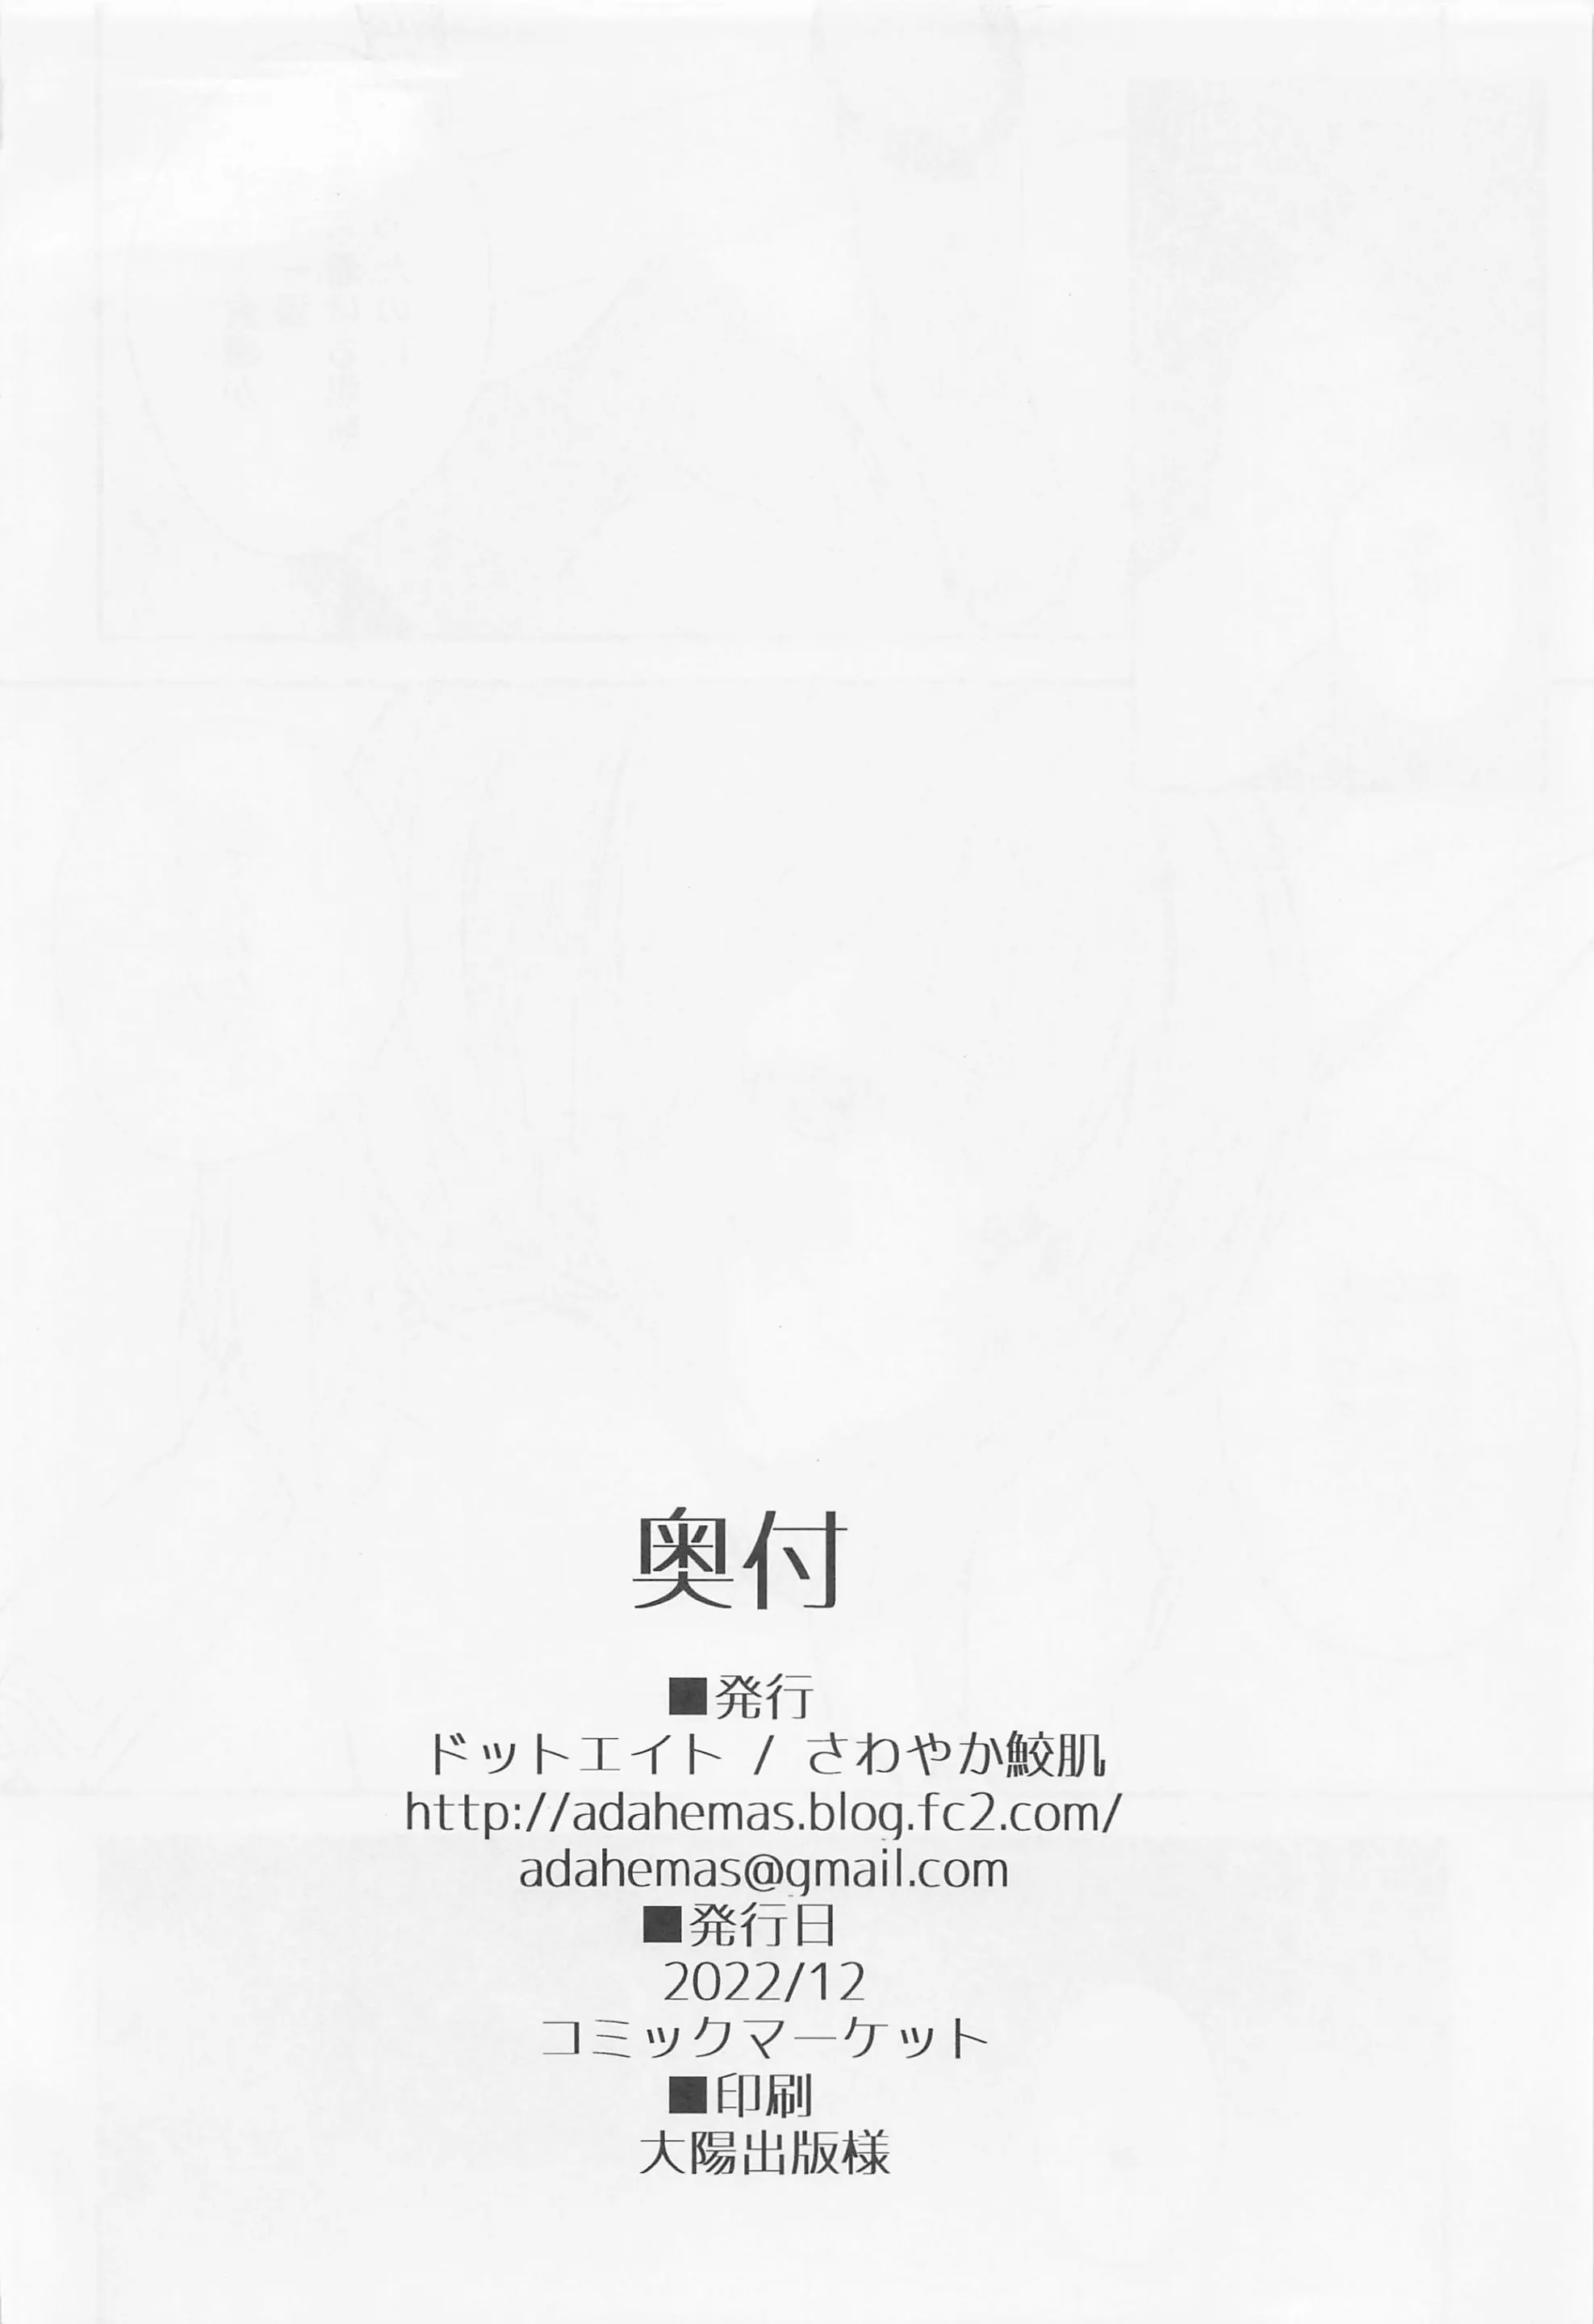 奥付
■発行
ドットエイト / さわやか鮫肌
http://adahemas.blog.fc2.com/
adahemas@gmail.com
■発行日
2022/12
コミックマーケット
■印刷
大陽出版様